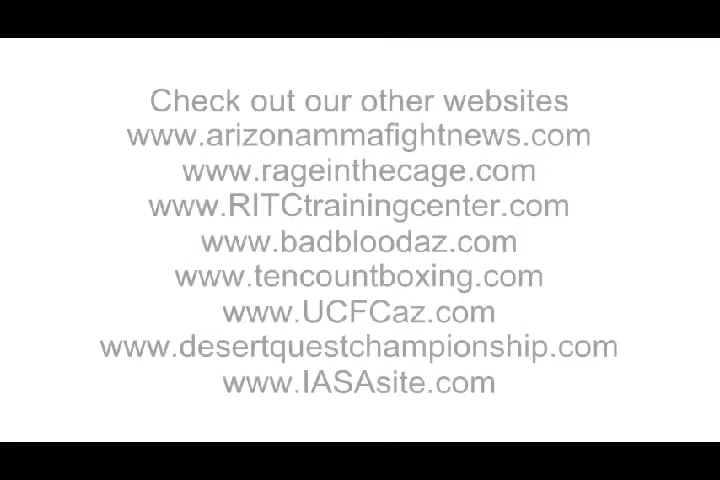 Check out our other websites
www.arizonammafightnews.com
www.rageinthecage.com
www.RITCtrainingcenter.com
www.badbloodaz.com
www.tencountboxing.com
www.UCFCaz.com
www.desertquestchampionship.com
www.IASAsite.com